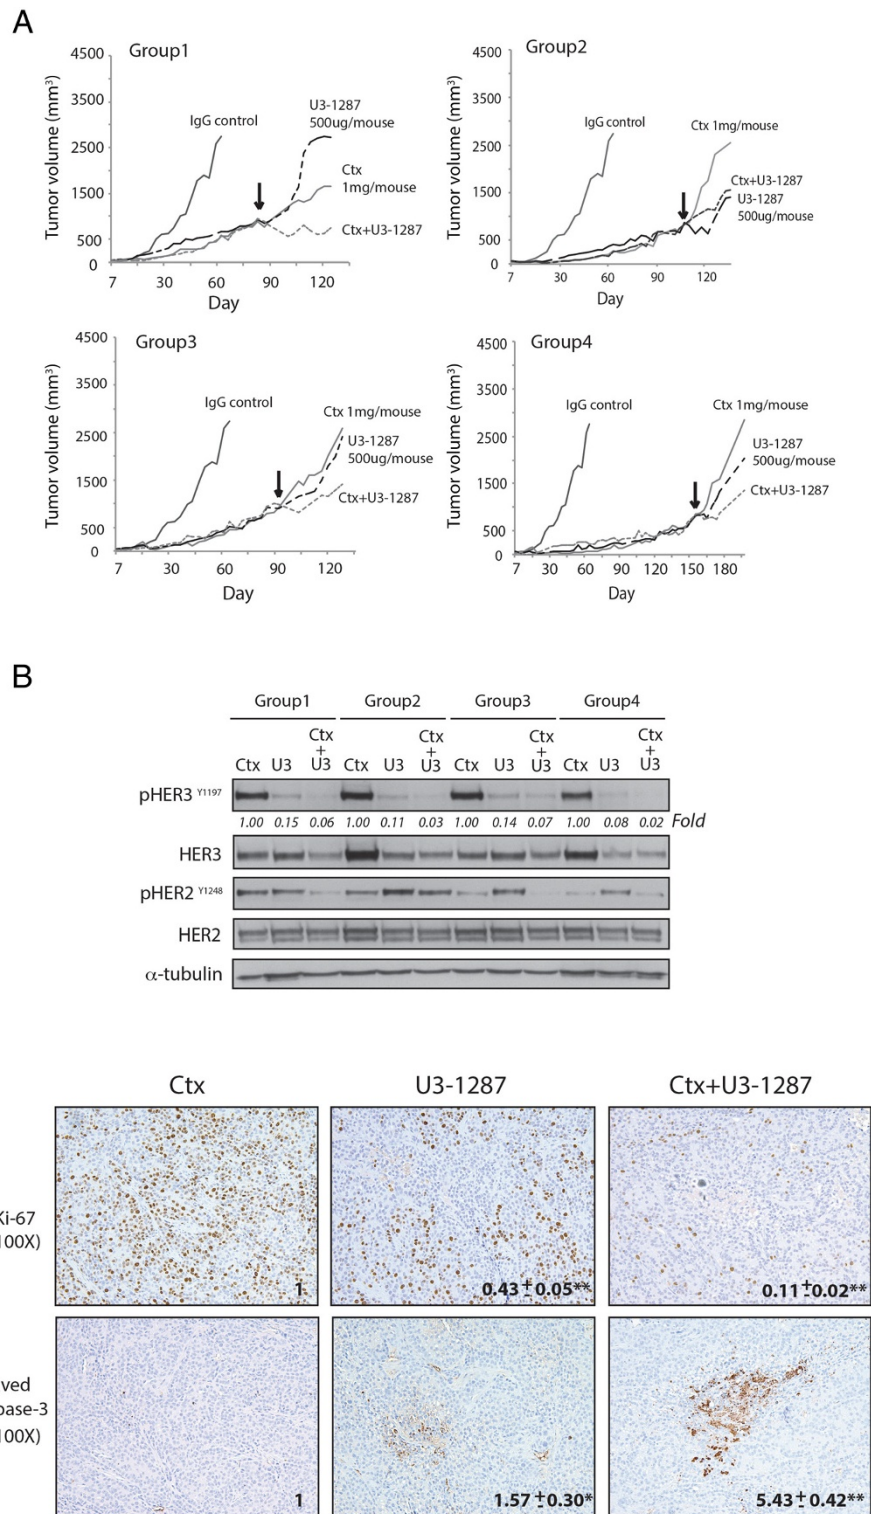 A
Group1
Tumor volume (mm³)
4500
3500
2500
1500
500
0
7 30 60 90 120
Day
IgG control
U3-1287
500ug/mouse
Ctx
1mg/mouse
Ctx+U3-1287
Group2
Tumor volume (mm³)
4500
3500
2500
1500
500
0
7 30 60 90 120
Day
IgG control
Ctx 1mg/mouse
Ctx+U3-1287
U3-1287
500ug/mouse
Group3
Tumor volume (mm³)
4500
3500
2500
1500
500
0
7 30 60 90 120
Day
IgG control
Ctx 1mg/mouse
U3-1287
500ug/mouse
Ctx+U3-1287
Group4
Tumor volume (mm³)
4500
3500
2500
1500
500
0
7 30 60 90 120 150 180
Day
IgG control
Ctx 1mg/mouse
U3-1287
500ug/mouse
Ctx+U3-1287
B
Group1 Group2 Group3 Group4
Ctx U3 Ctx + U3 Ctx U3 Ctx + U3 Ctx U3 Ctx + U3 Ctx U3 Ctx + U3
pHER3 Y1197
1.00 0.15 0.06 1.00 0.11 0.03 1.00 0.14 0.07 1.00 0.08 0.02 Fold
HER3
pHER2 Y1248
HER2
α-tubulin
Ctx U3-1287 Ctx+U3-1287
Ki-67
100X)
1 0.43±0.05** 0.11±0.02**
ved
pase-3
100X)
1 1.57±0.30* 5.43±0.42**